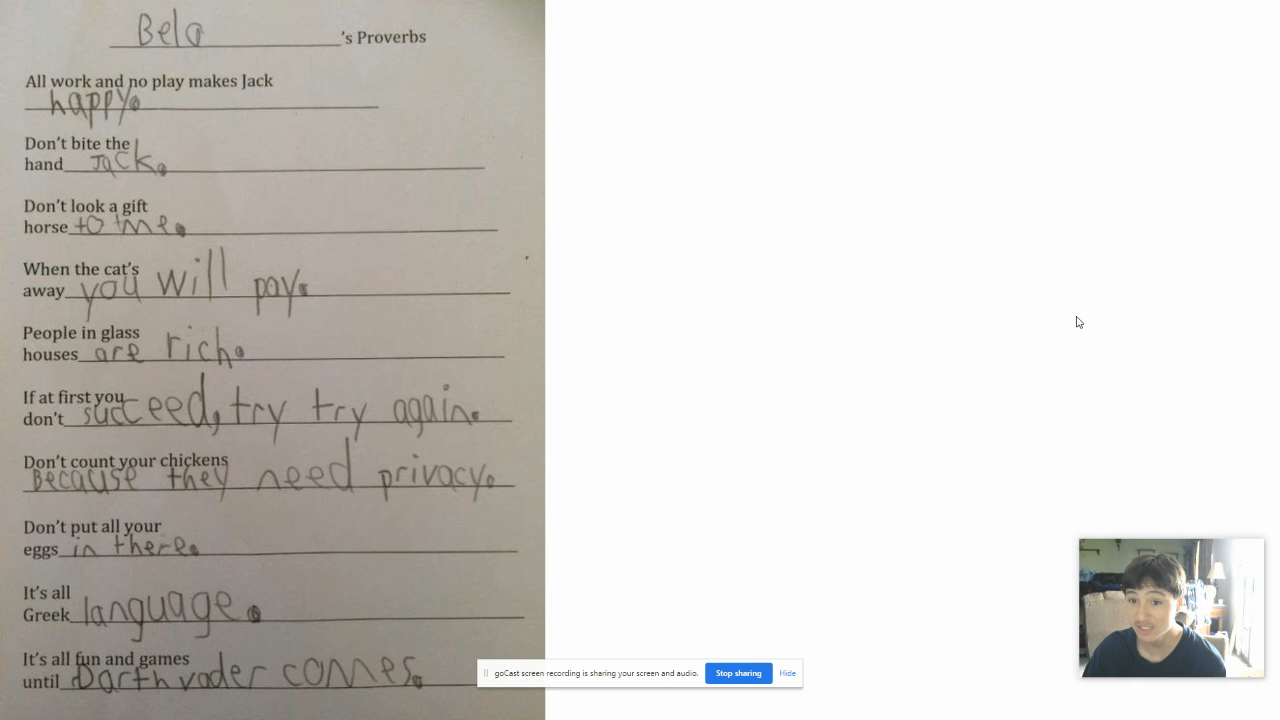 Bela 's Proverbs
All work and no play makes Jack
happy.
Don't bite the
hand Jack.
Don't look a gift
horse to me.
When the cat's
away you will pay.
People in glass
houses are rich.
If at first you
don't succeed, try try again.
Don't count your chickens
Because they need privacy.
Don't put all your
eggs in there.
It's all
Greek language.
It's all fun and games
until Darth vader comes.
goCast screen recording is sharing your screen and audio. Stop sharing Hide